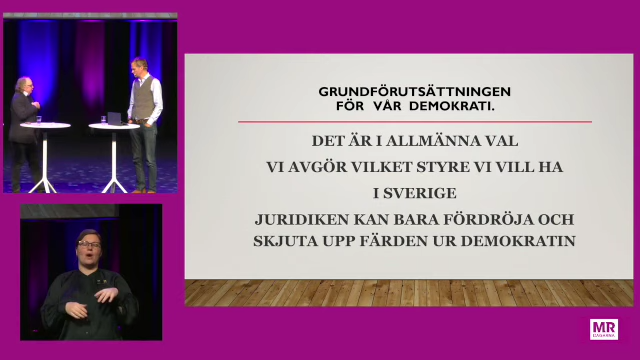 GRUNDFÖRUTSÄTTNINGEN
FÖR VÅR DEMOKRATI.
DET ÄR I ALLMÄNNA VAL
VI AVGÖR VILKET STYRE VI VILL HA
I SVERIGE
JURIDIKEN KAN BARA FÖRDRÖJA OCH
SKJUTA UPP FÄRDEN UR DEMOKRATIN
MR
DAGARNA